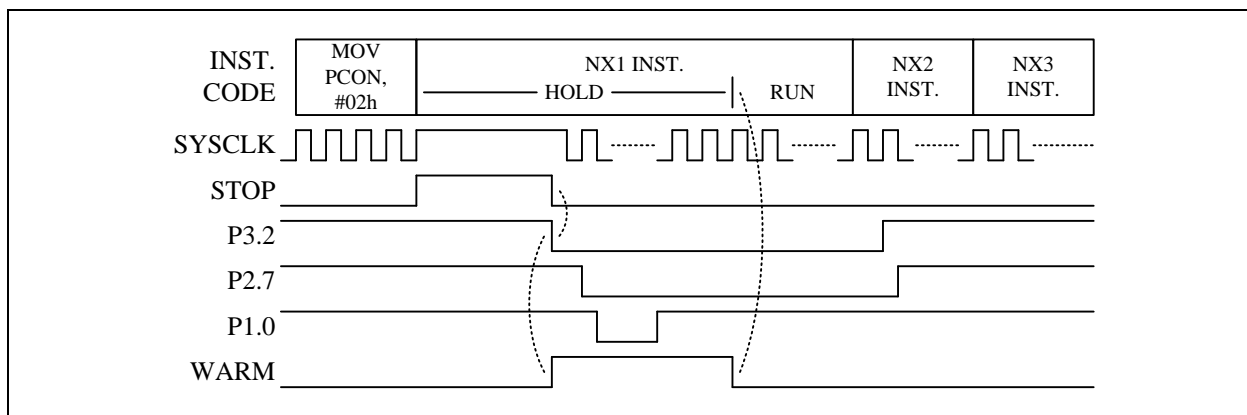 INST.
CODE
MOV
PCON,
#02h
NX1 INST.
HOLD
RUN
NX2
INST.
NX3
INST.
SYSCLK
STOP
P3.2
P2.7
P1.0
WARM